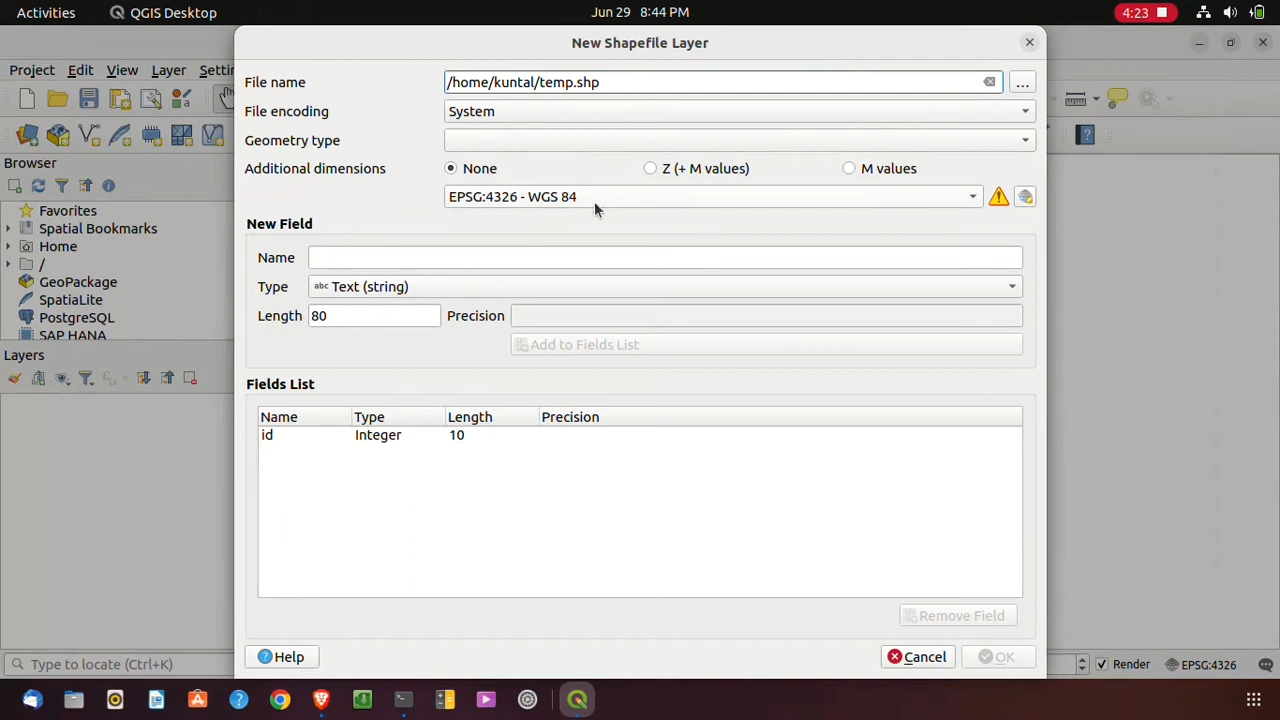 Activities QGIS Desktop Jun 29 8:44 PM 4:23
New Shapefile Layer
Project Edit View Layer Setti
File name /home/kuntal/temp.shp ...
File encoding System
Geometry type
Additional dimensions None Z (+ M values) M values
EPSG:4326 - WGS 84
Browser
Favorites
Spatial Bookmarks
Home
/
GeoPackage
SpatiaLite
PostgreSQL
SAP HANA
Layers
New Field
Name
Type abc Text (string)
Length 80 Precision
Add to Fields List
Fields List
Name Type Length Precision
id Integer 10
Remove Field
Help Cancel OK
Type to locate (Ctrl+K) Render EPSG:4326